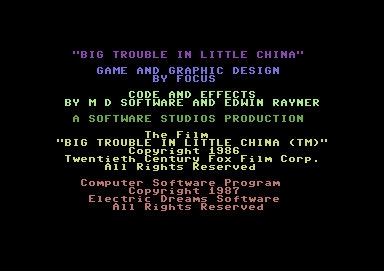 "BIG TROUBLE IN LITTLE CHINA"
GAME AND GRAPHIC DESIGN
BY FOCUS
CODE AND EFFECTS
BY M D SOFTWARE AND EDWIN RAYNER
A SOFTWARE STUDIOS PRODUCTION
The Film
"BIG TROUBLE IN LITTLE CHINA (TM)"
Copyright 1986
Twentieth Century Fox Film Corp.
All Rights Reserved
Computer Software Program
Copyright 1987
Electric Dreams Software
All Rights Reserved